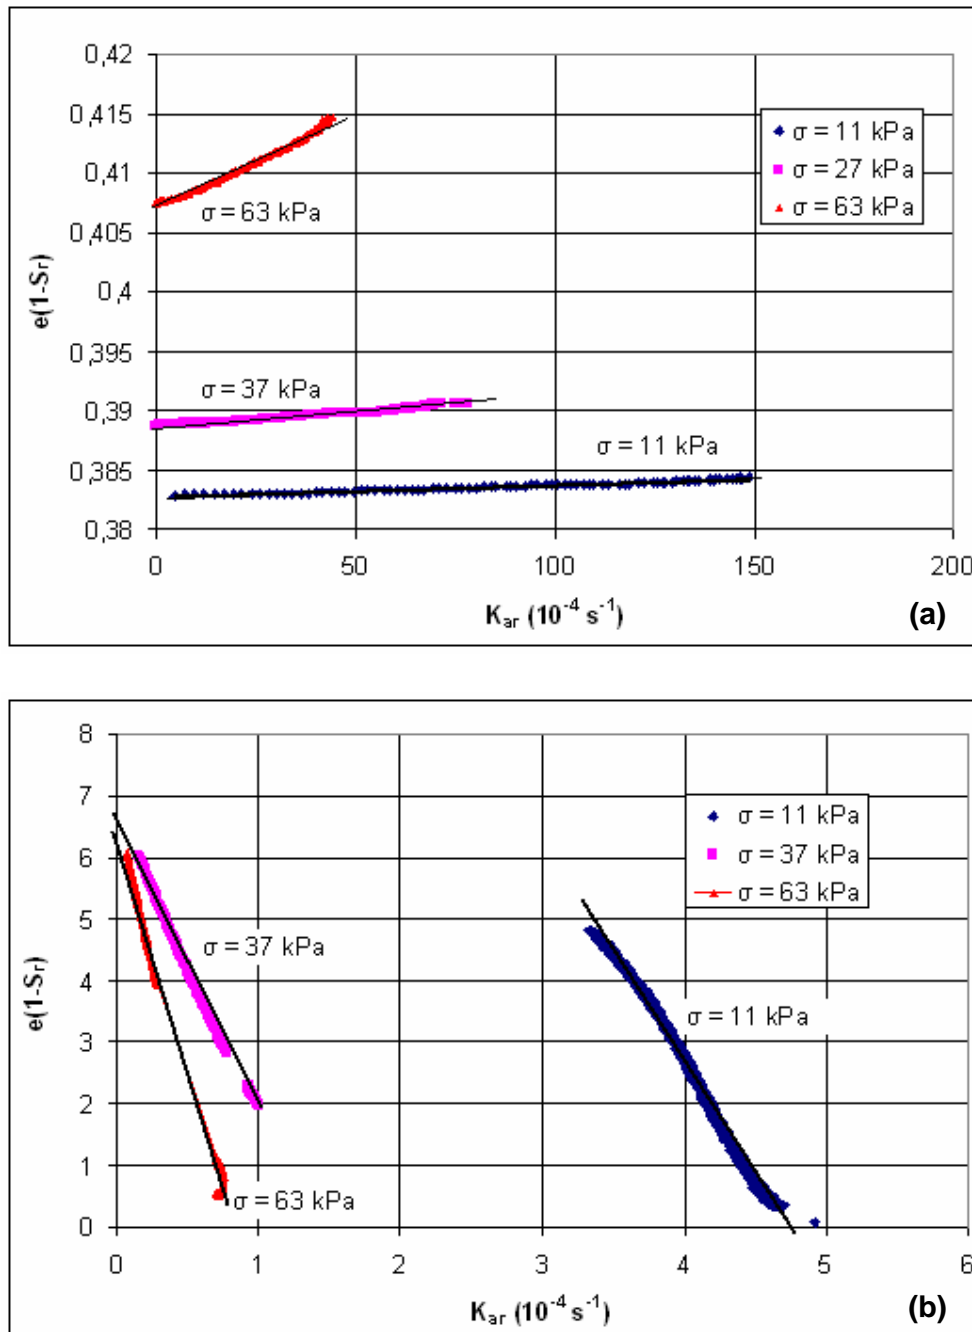 0,42
0,415
0,41
0,405
0,4
0,395
0,39
0,385
0,38
e(1-Sr)
σ = 63 kPa
σ = 37 kPa
σ = 11 kPa
σ = 11 kPa
σ = 27 kPa
σ = 63 kPa
0 50 100 150 200
Kar (10⁻⁴ s⁻¹)
(a)
8
7
6
5
4
3
2
1
0
e(1-Sr)
σ = 37 kPa
σ = 63 kPa
σ = 11 kPa
σ = 11 kPa
σ = 37 kPa
σ = 63 kPa
0 1 2 3 4 5 6
Kar (10⁻⁴ s⁻¹)
(b)